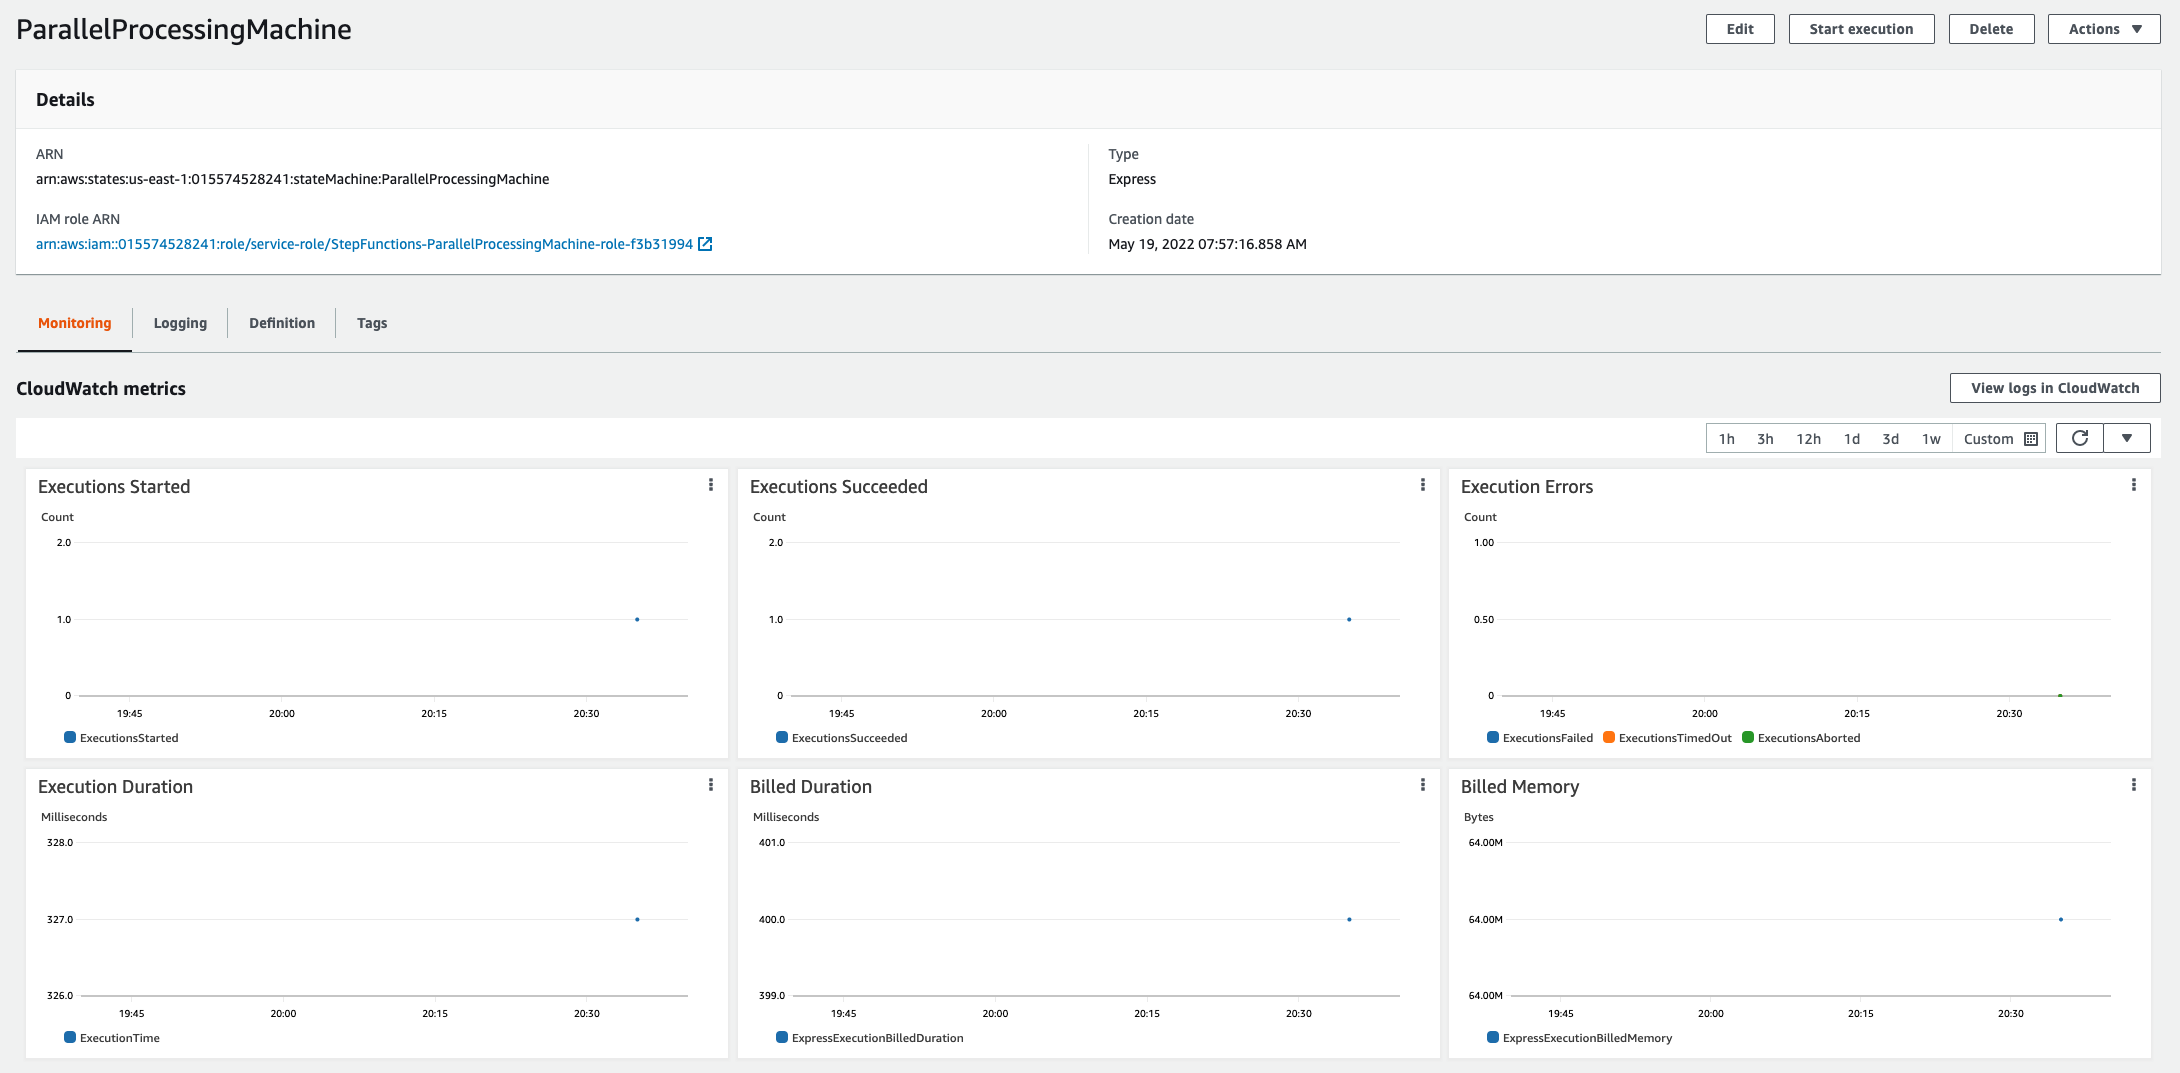 ParallelProcessingMachine
Edit
Start execution
Delete
Actions
Details
ARN
arn:aws:states:us-east-1:015574528241:stateMachine:ParallelProcessingMachine
IAM role ARN
arn:aws:iam::015574528241:role/service-role/StepFunctions-ParallelProcessingMachine-role-f3b31994
Type
Express
Creation date
May 19, 2022 07:57:16.858 AM
Monitoring
Logging
Definition
Tags
CloudWatch metrics
View logs in CloudWatch
1h 3h 12h 1d 3d 1w Custom
Executions Started
Count
2.0
1.0
0
19:45 20:00 20:15 20:30
ExecutionsStarted
Executions Succeeded
Count
2.0
1.0
0
19:45 20:00 20:15 20:30
ExecutionsSucceeded
Execution Errors
Count
1.00
0.50
0
19:45 20:00 20:15 20:30
ExecutionsFailed ExecutionsTimedOut ExecutionsAborted
Execution Duration
Milliseconds
328.0
327.0
326.0
19:45 20:00 20:15 20:30
ExecutionTime
Billed Duration
Milliseconds
401.0
400.0
399.0
19:45 20:00 20:15 20:30
ExpressExecutionBilledDuration
Billed Memory
Bytes
64.00M
64.00M
64.00M
19:45 20:00 20:15 20:30
ExpressExecutionBilledMemory